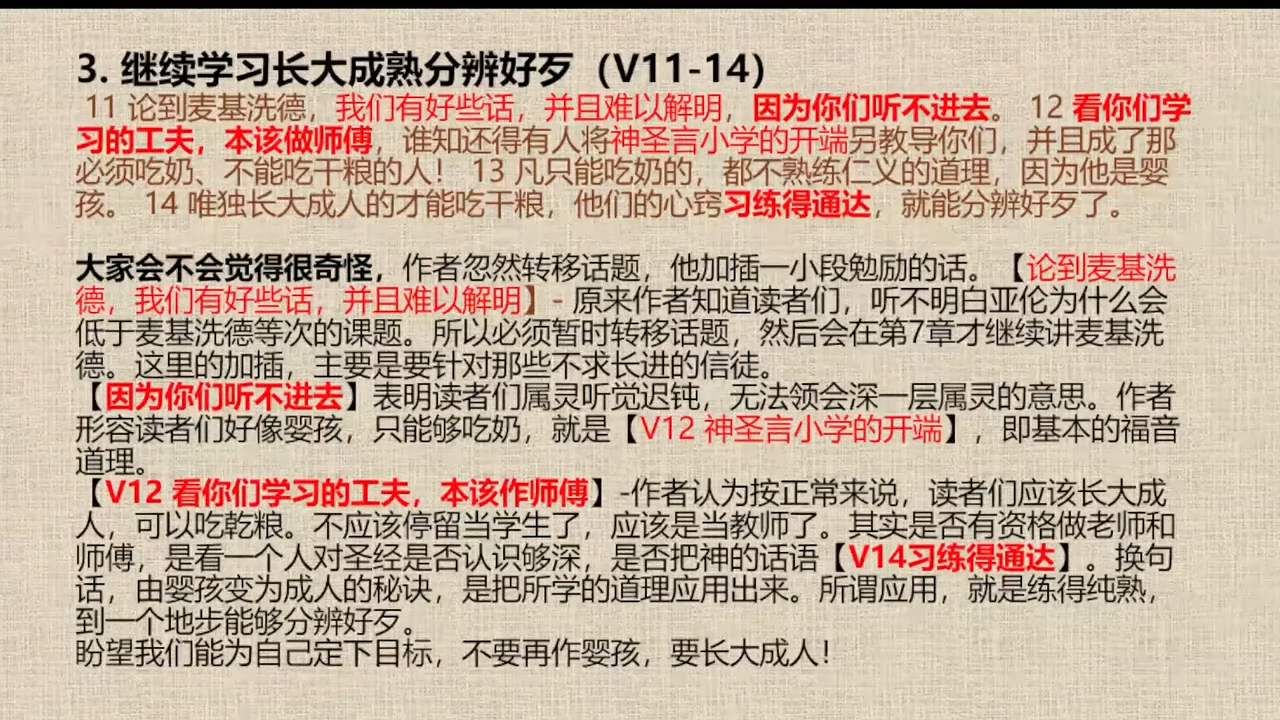 3. 继续学习长大成熟分辨好歹（V11-14）
11 论到麦基洗德，我们有好些话，并且难以解明，因为你们听不进去。 12 看你们学
习的工夫，本该做师傅，谁知还得有人将神圣言小学的开端另教导你们，并且成了那
必须吃奶、不能吃干粮的人！ 13 凡只能吃奶的，都不熟练仁义的道理，因为他是婴
孩。 14 唯独长大成人的才能吃干粮，他们的心窍习练得通达，就能分辨好歹了。
大家会不会觉得很奇怪，作者忽然转移话题，他加插一小段勉励的话。【论到麦基洗
德，我们有好些话，并且难以解明】- 原来作者知道读者们，听不明白亚伦为什么会
低于麦基洗德等次的课题。所以必须暂时转移话题，然后会在第7章才继续讲麦基洗
德。这里的加插，主要是要针对那些不求长进的信徒。
【因为你们听不进去】表明读者们属灵听觉迟钝，无法领会深一层属灵的意思。作者
形容读者们好像婴孩，只能够吃奶，就是【V12 神圣言小学的开端】，即基本的福音
道理。
【V12 看你们学习的工夫，本该作师傅】-作者认为按正常来说，读者们应该长大成
人，可以吃乾粮。不应该停留当学生了，应该是当教师了。其实是否有资格做老师和
师傅，是看一个人对圣经是否认识够深，是否把神的话语【V14习练得通达】。换句
话，由婴孩变为成人的秘诀，是把所学的道理应用出来。所谓应用，就是练得纯熟，
到一个地步能够分辨好歹。
盼望我们能为自己定下目标，不要再作婴孩，要长大成人！